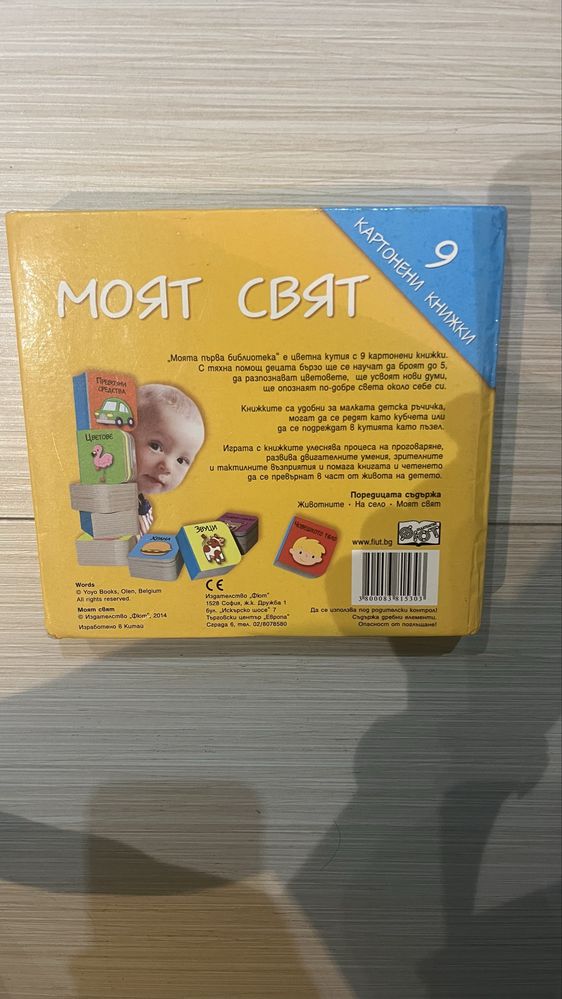 9
КАРТОНЕНИ КНИЖКИ
МОЯТ СВЯТ
„Моята първа библиотека“ е цветна кутия с 9 картонени книжки.
С тяхна помощ децата бързо ще се научат да броят до 5,
да разпознават цветовете, ще усвоят нови думи,
ще опознаят по-добре света около себе си.
Книжките са удобни за малката детска ръчичка,
могат да се редят като кубчета или
да се подреждат в кутията като пъзел.
Играта с книжките улеснява процеса на проговаряне,
развива двигателните умения, зрителните
и тактилните възприятия и помага книгата и четенето
да се превърнат в част от живота на детето.
Поредицата съдържа
Животните · На село · Моят свят
Превозни
средства
Цветове
Храна
Звуци
Човешкото тяло
www.fiut.bg
ФЮТ
3800083815303
Words
© Yoyo Books, Olen, Belgium
All rights reserved.
Моят свят
© Издателство „Фют“, 2014
Изработено в Китай
CE
Издателство „Фют“
1528 София, ж.к. Дружба 1
бул. „Искърско шосе“ 7
Търговски център „Европа“
Сграда 6, тел. 02/8078580
Да се използва под родителски контрол!
Съдържа дребни елементи.
Опасност от поглъщане!